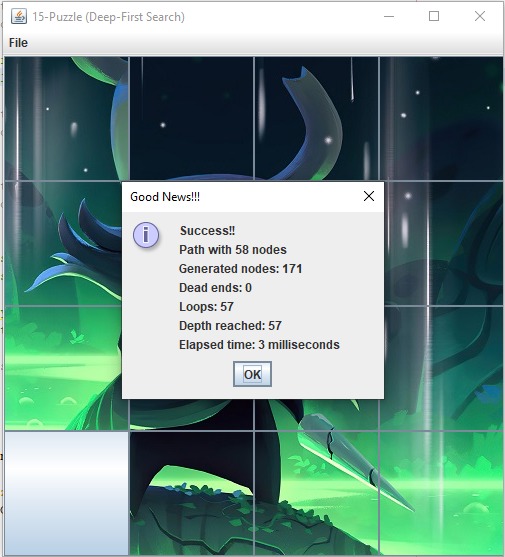 15-Puzzle (Deep-First Search)
File
Good News!!!
Success!!
Path with 58 nodes
Generated nodes: 171
Dead ends: 0
Loops: 57
Depth reached: 57
Elapsed time: 3 milliseconds
OK